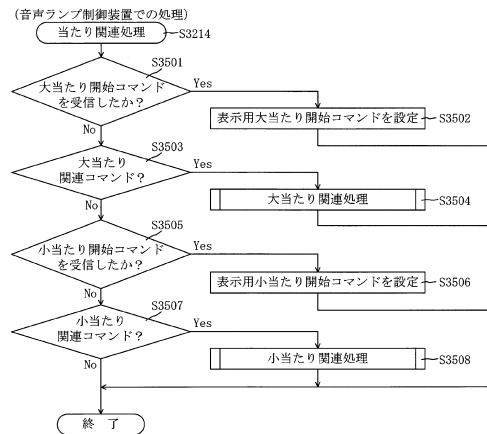 (音声ランプ制御装置での処理)
当たり関連処理 S3214
S3501
大当たり開始コマンド
を受信したか?
Yes
表示用大当たり開始コマンドを設定 S3502
No
S3503
大当たり
関連コマンド?
Yes
大当たり関連処理 S3504
No
S3505
小当たり開始コマンド
を受信したか?
Yes
表示用小当たり開始コマンドを設定 S3506
No
S3507
小当たり
関連コマンド?
Yes
小当たり関連処理 S3508
No
終 了